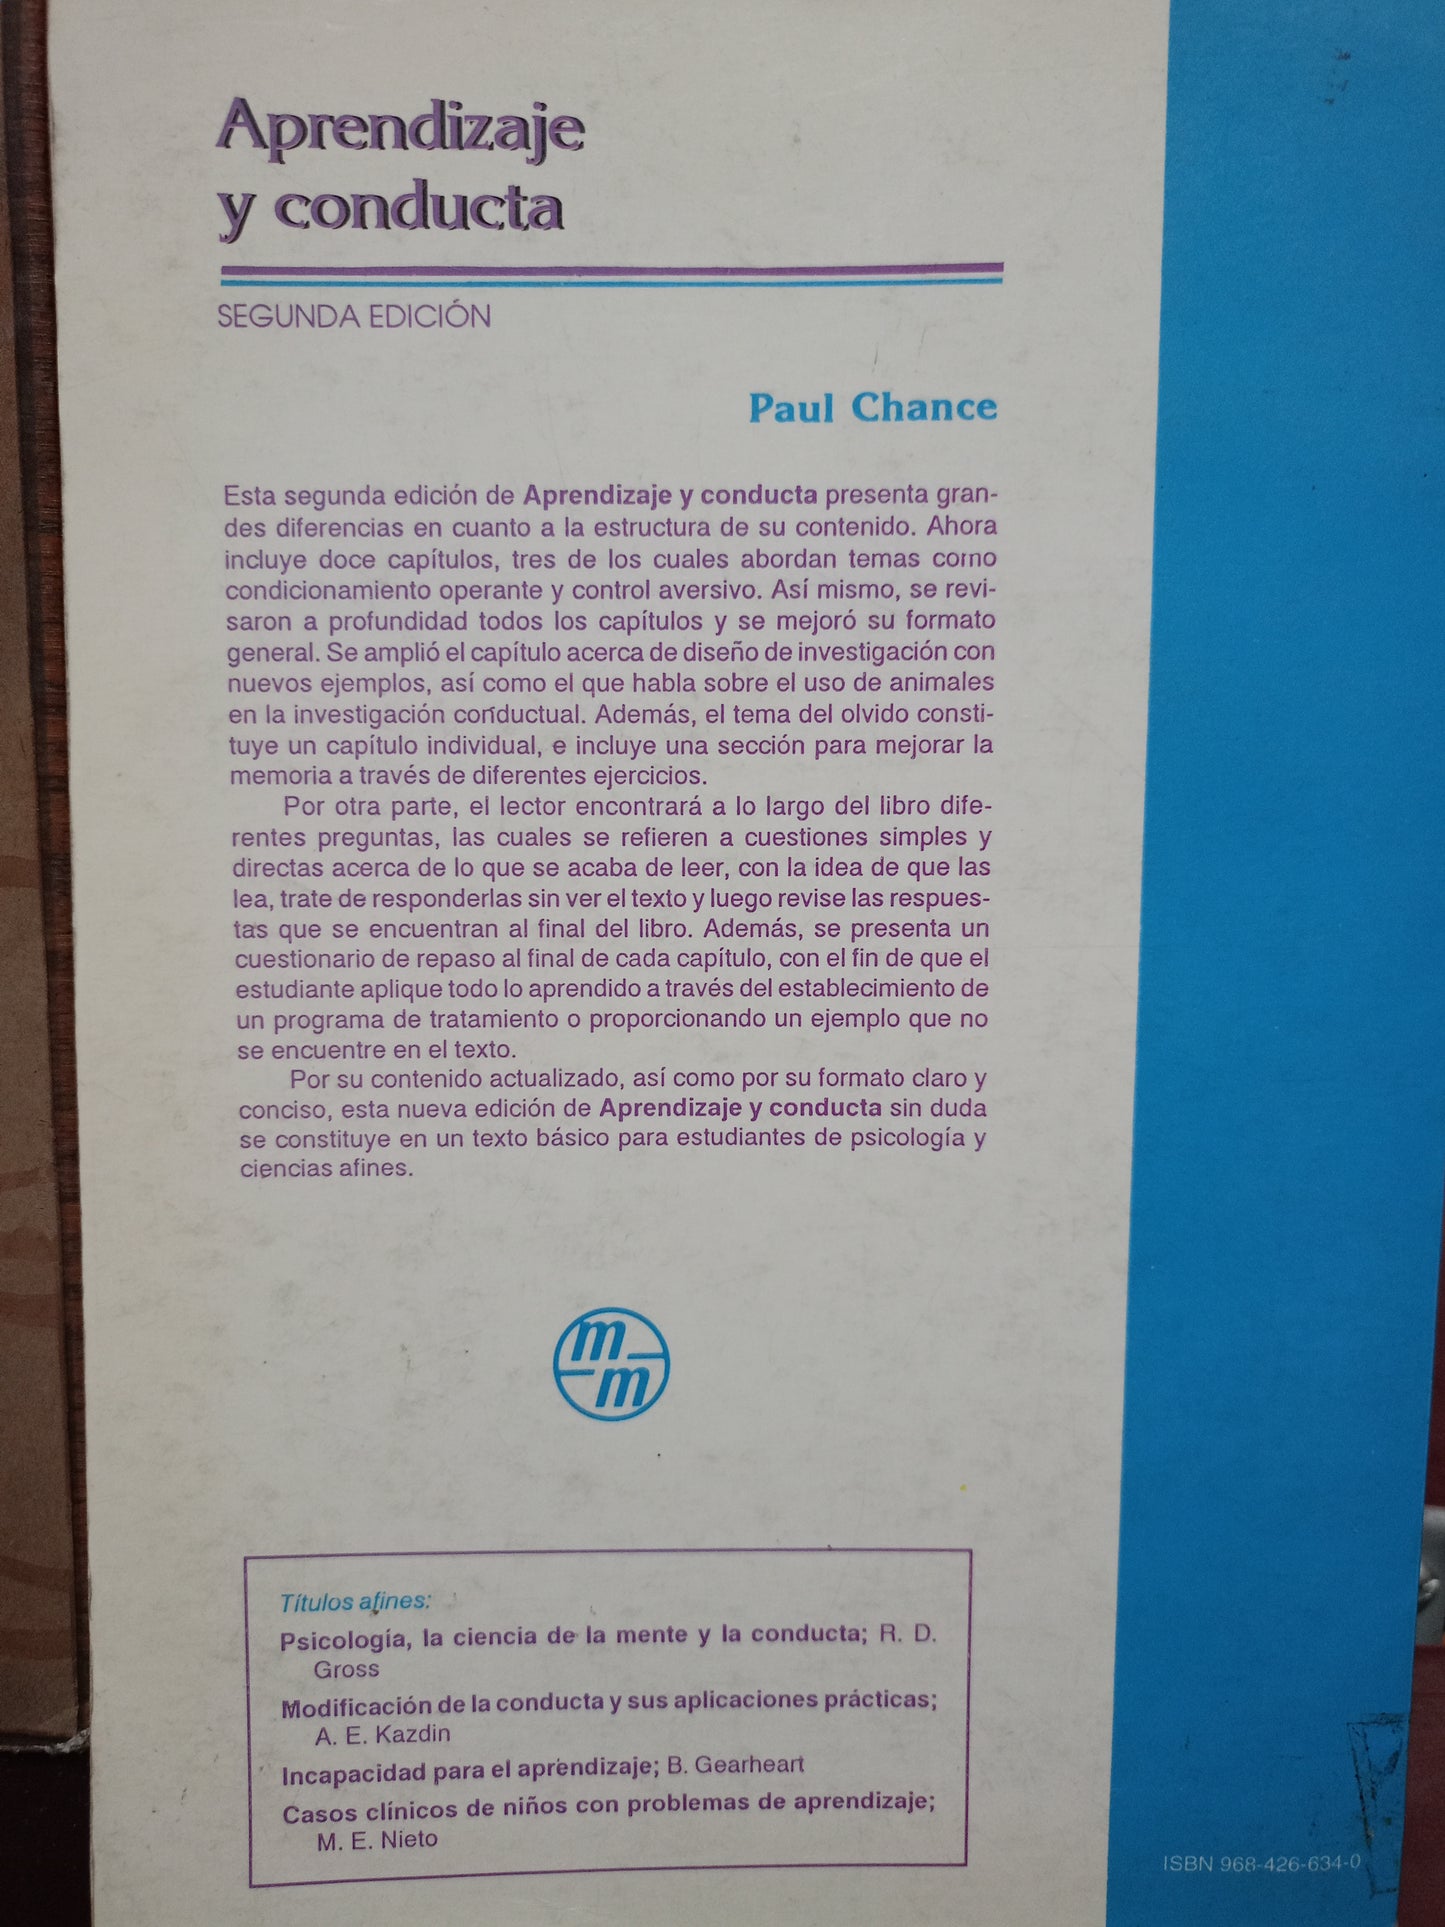 Aprendizaje
y conducta
SEGUNDA EDICIÓN
Paul Chance
Esta segunda edición de Aprendizaje y conducta presenta gran-
des diferencias en cuanto a la estructura de su contenido. Ahora
incluye doce capítulos, tres de los cuales abordan temas como
condicionamiento operante y control aversivo. Así mismo, se revi-
saron a profundidad todos los capítulos y se mejoró su formato
general. Se amplió el capítulo acerca de diseño de investigación con
nuevos ejemplos, así como el que habla sobre el uso de animales
en la investigación conductual. Además, el tema del olvido consti-
tuye un capítulo individual, e incluye una sección para mejorar la
memoria a través de diferentes ejercicios.
Por otra parte, el lector encontrará a lo largo del libro dife-
rentes preguntas, las cuales se refieren a cuestiones simples y
directas acerca de lo que se acaba de leer, con la idea de que las
lea, trate de responderlas sin ver el texto y luego revise las respues-
tas que se encuentran al final del libro. Además, se presenta un
cuestionario de repaso al final de cada capítulo, con el fin de que el
estudiante aplique todo lo aprendido a través del establecimiento de
un programa de tratamiento o proporcionando un ejemplo que no
se encuentre en el texto.
Por su contenido actualizado, así como por su formato claro y
conciso, esta nueva edición de Aprendizaje y conducta sin duda
se constituye en un texto básico para estudiantes de psicología y
ciencias afines.
m
m
Títulos afines:
Psicología, la ciencia de la mente y la conducta; R. D.
Gross
Modificación de la conducta y sus aplicaciones prácticas;
A. E. Kazdin
Incapacidad para el aprendizaje; B. Gearheart
Casos clínicos de niños con problemas de aprendizaje;
M. E. Nieto
ISBN 968-426-634-0